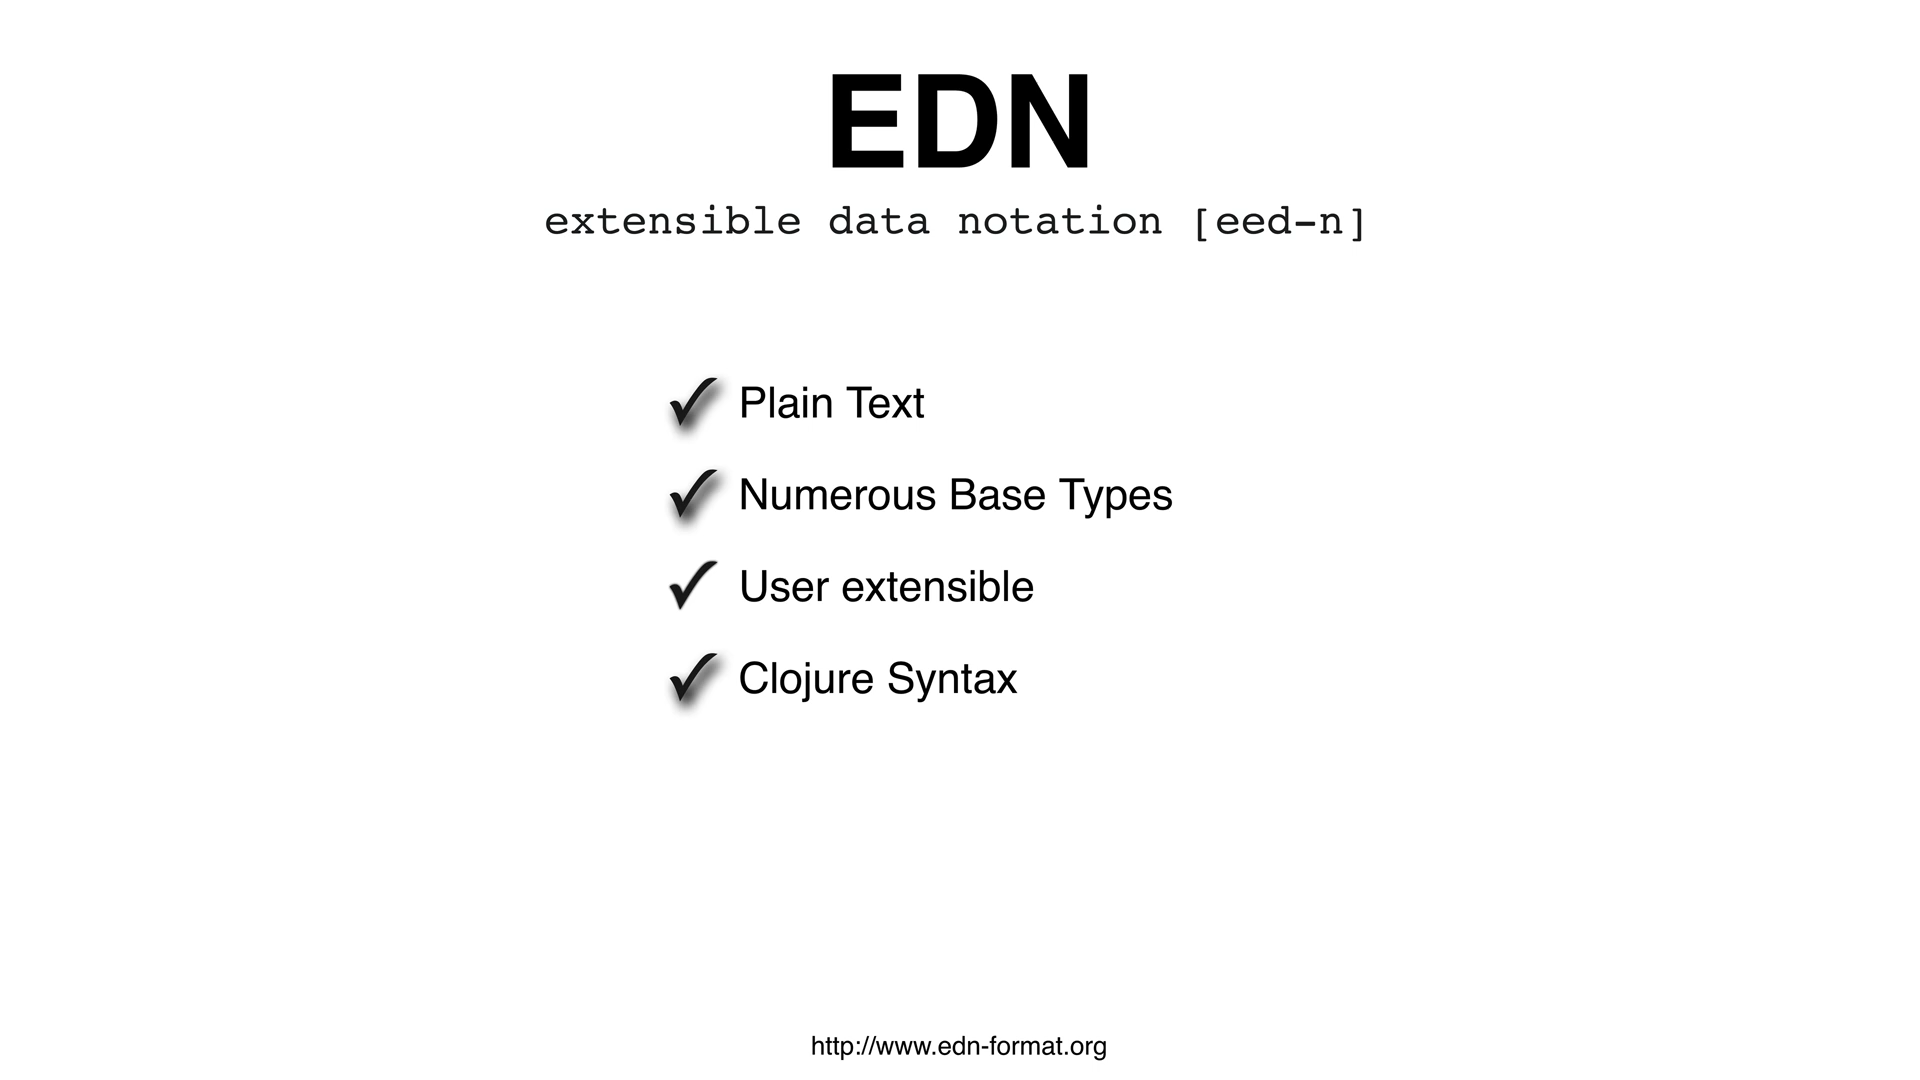 EDN
extensible data notation [eed-n]
✓ Plain Text
✓ Numerous Base Types
✓ User extensible
✓ Clojure Syntax
http://www.edn-format.org